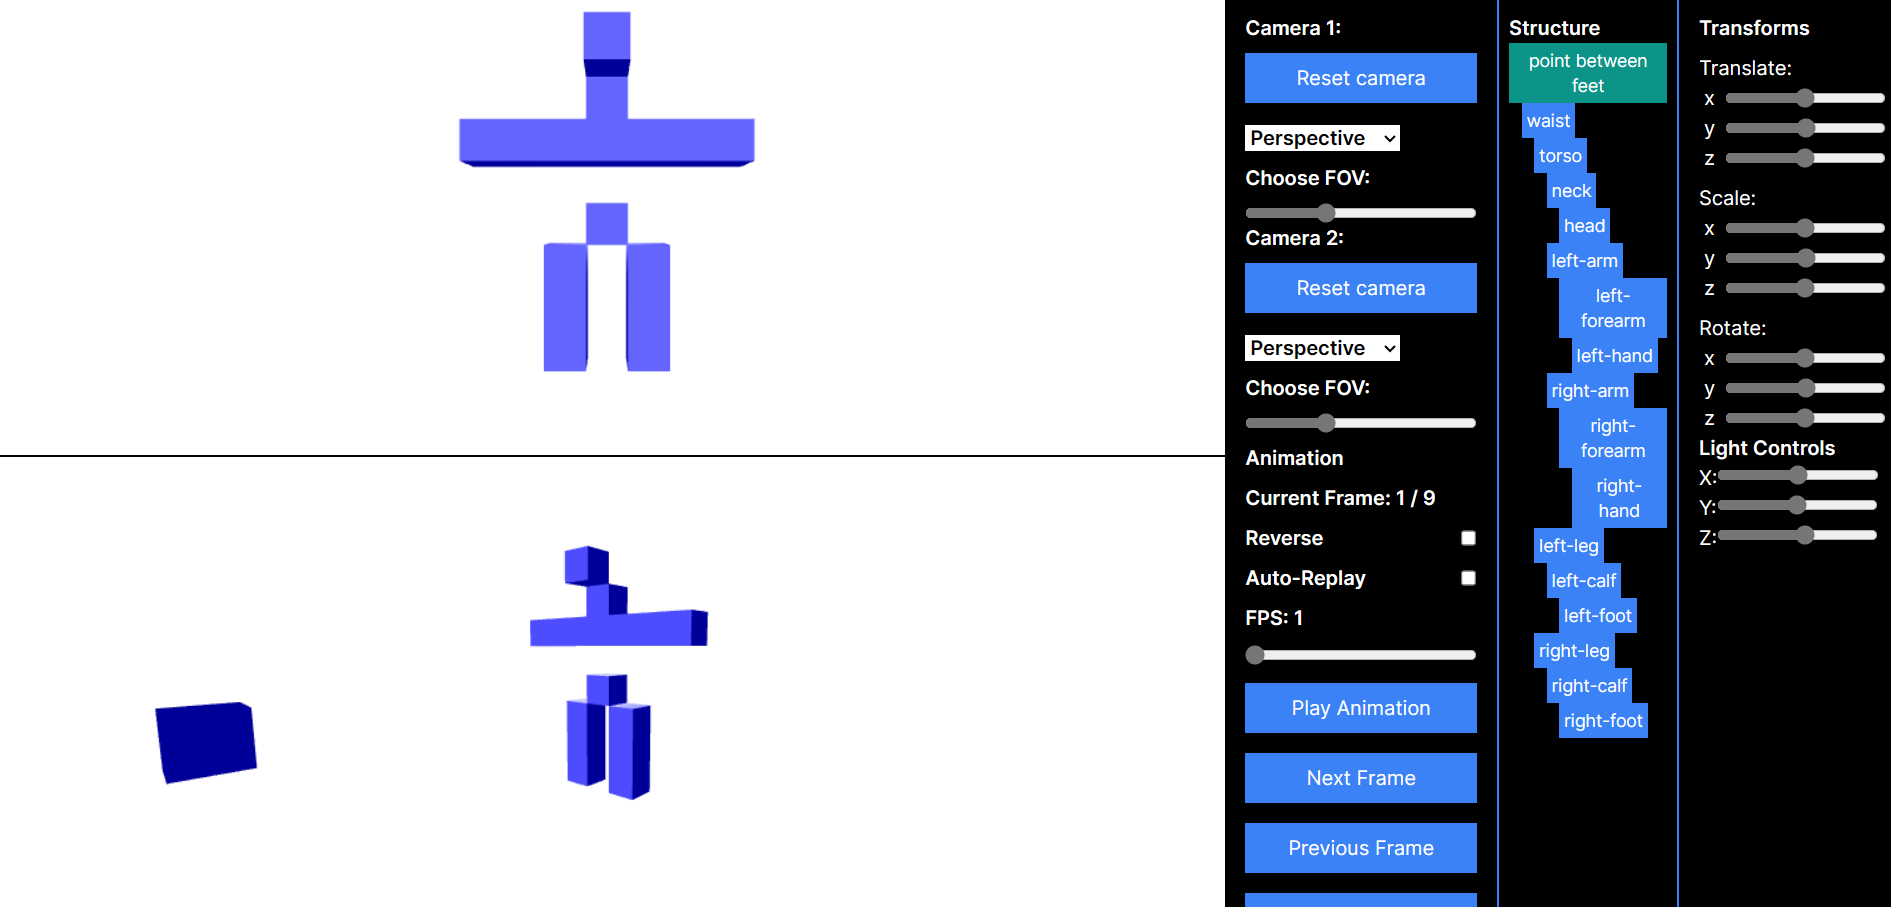 Camera 1:
Reset camera
Perspective
Choose FOV:
Camera 2:
Reset camera
Perspective
Choose FOV:
Animation
Current Frame: 1 / 9
Reverse
Auto-Replay
FPS: 1
Play Animation
Next Frame
Previous Frame
Structure
point between
feet
waist
torso
neck
head
left-arm
left-
forearm
left-hand
right-arm
right-
forearm
right-
hand
left-leg
left-calf
left-foot
right-leg
right-calf
right-foot
Transforms
Translate:
x
y
z
Scale:
x
y
z
Rotate:
x
y
z
Light Controls
X:
Y:
Z: